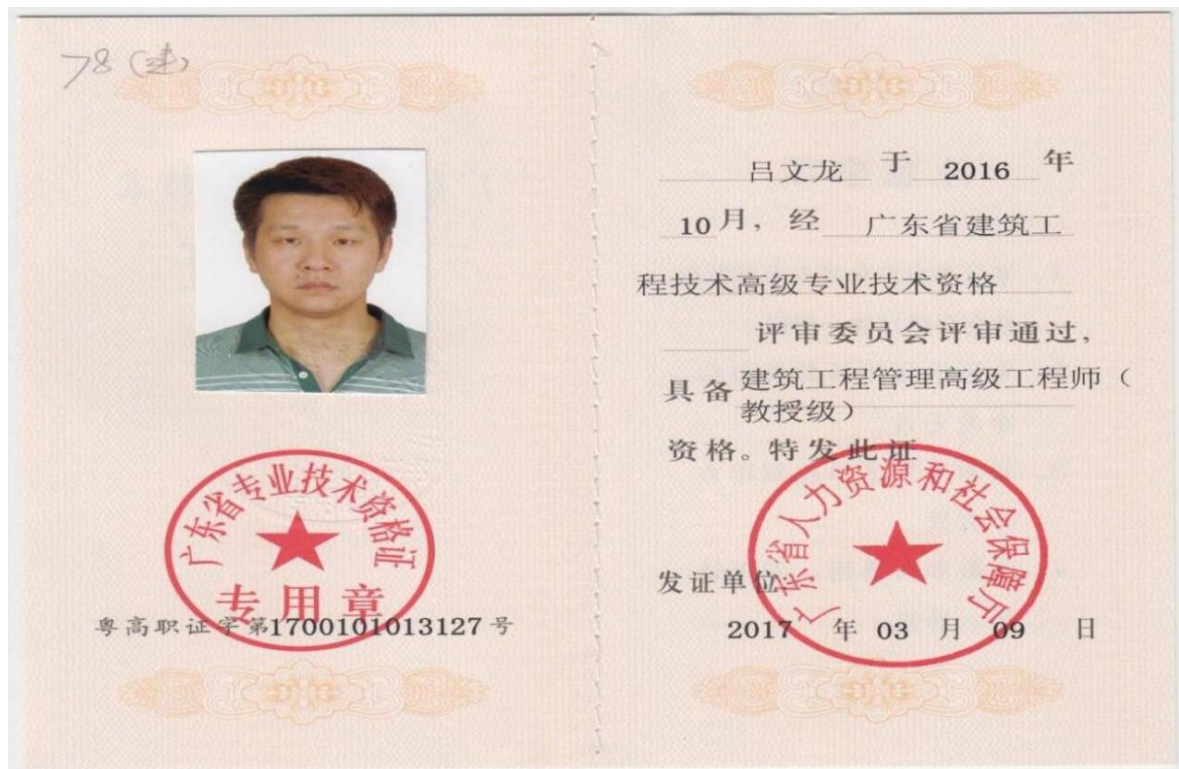 78(建)
广东省专业技术资格证
专用章
粤高职证字第1700101013127号
吕文龙 于 2016 年
10月，经 广东省建筑工
程技术高级专业技术资格
评审委员会评审通过，
具备 建筑工程管理高级工程师（
教授级）
资格。特发此证
广东省人力资源和社会保障厅
发证单位
2017 年 03 月 09 日